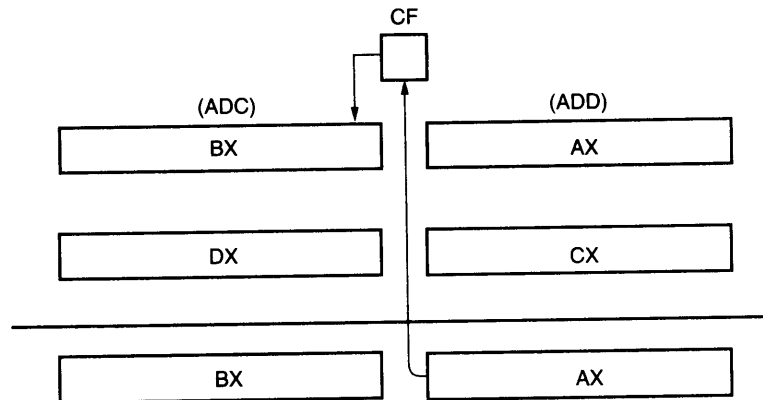 CF
(ADC) (ADD)
BX AX
DX CX
BX AX